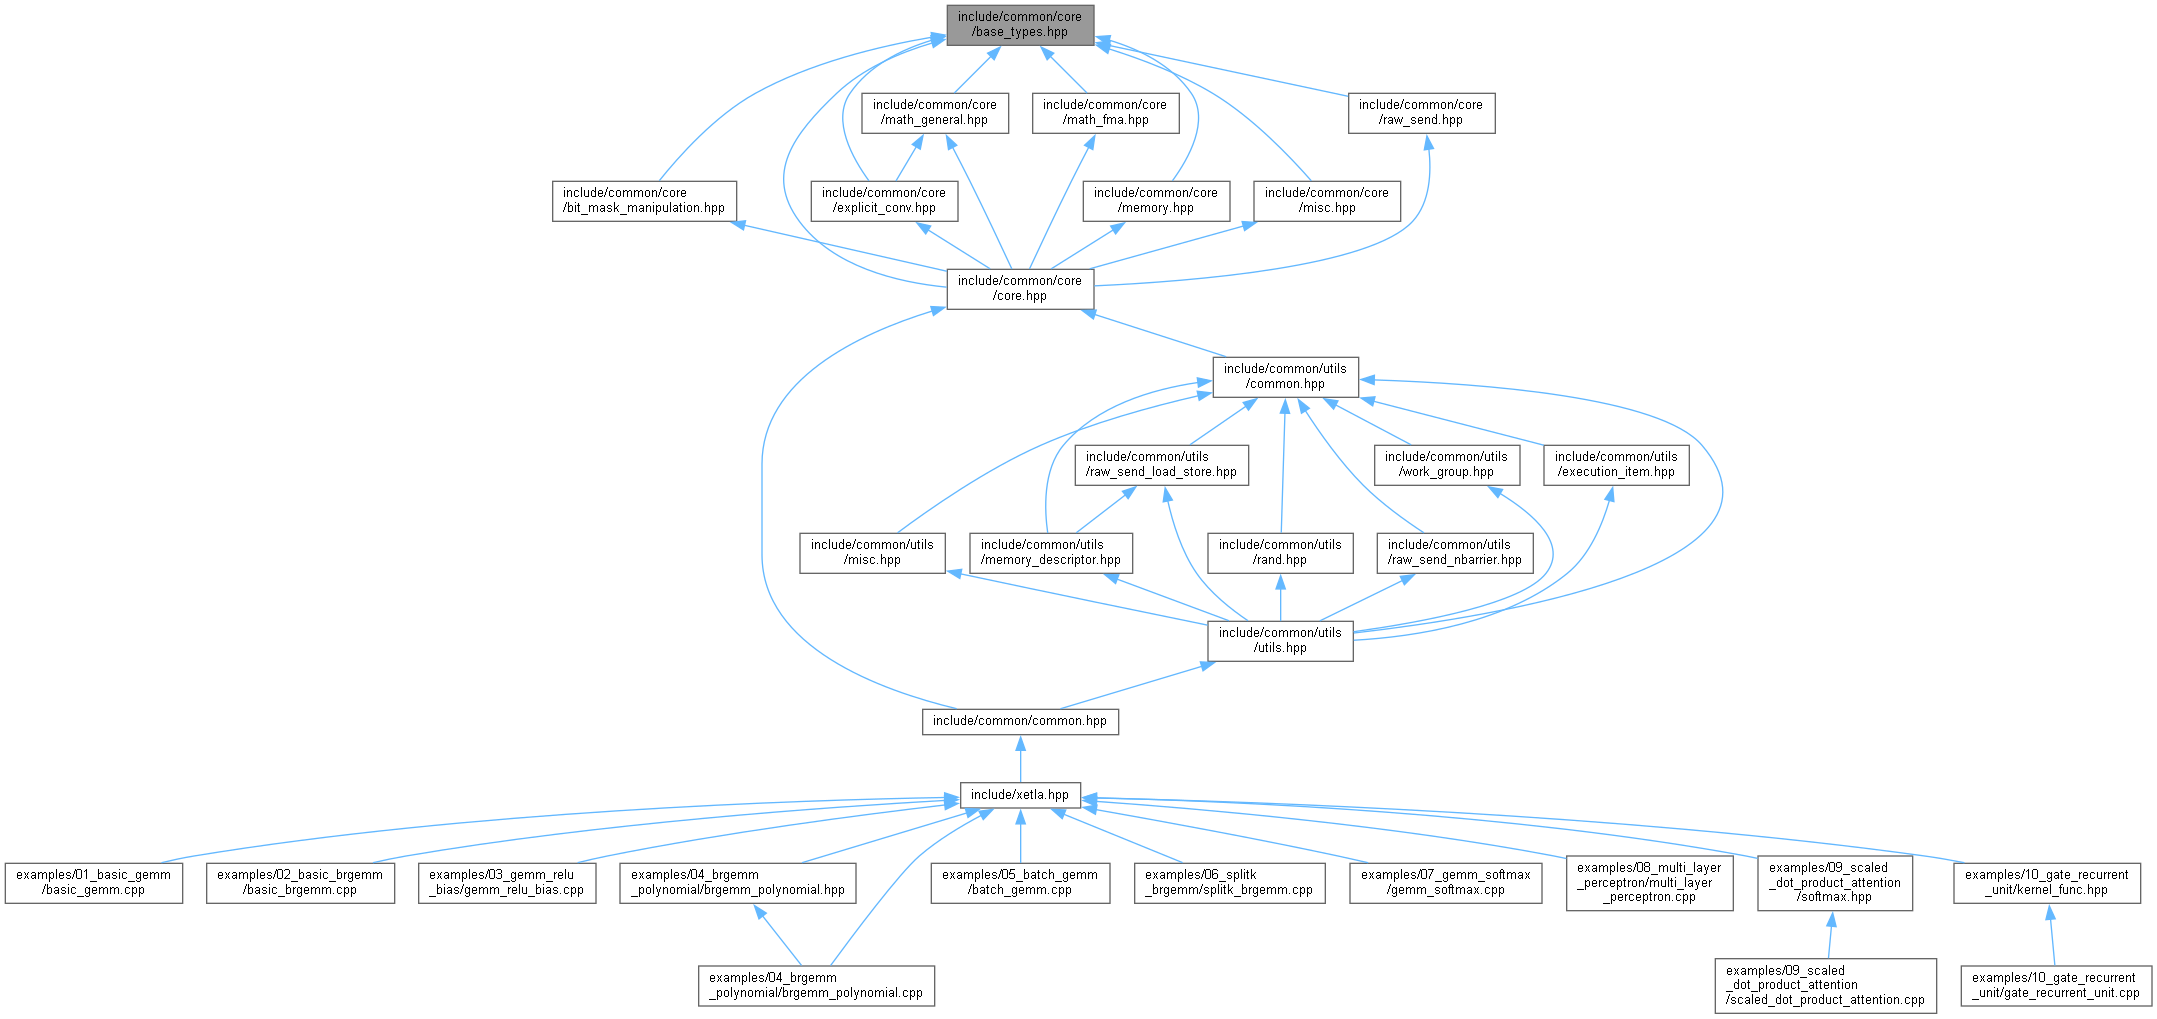 include/common/core
/base_types.hpp
include/common/core
/math_general.hpp
include/common/core
/math_fma.hpp
include/common/core
/raw_send.hpp
include/common/core
/bit_mask_manipulation.hpp
include/common/core
/explicit_conv.hpp
include/common/core
/memory.hpp
include/common/core
/misc.hpp
include/common/core
/core.hpp
include/common/utils
/common.hpp
include/common/utils
/raw_send_load_store.hpp
include/common/utils
/work_group.hpp
include/common/utils
/execution_item.hpp
include/common/utils
/misc.hpp
include/common/utils
/memory_descriptor.hpp
include/common/utils
/rand.hpp
include/common/utils
/raw_send_nbarrier.hpp
include/common/utils
/utils.hpp
include/common/common.hpp
include/xetla.hpp
examples/01_basic_gemm
/basic_gemm.cpp
examples/02_basic_brgemm
/basic_brgemm.cpp
examples/03_gemm_relu
_bias/gemm_relu_bias.cpp
examples/04_brgemm
_polynomial/brgemm_polynomial.hpp
examples/05_batch_gemm
/batch_gemm.cpp
examples/06_splitk
_brgemm/splitk_brgemm.cpp
examples/07_gemm_softmax
/gemm_softmax.cpp
examples/08_multi_layer
_perceptron/multi_layer
_perceptron.cpp
examples/09_scaled
_dot_product_attention
/softmax.hpp
examples/10_gate_recurrent
_unit/kernel_func.hpp
examples/04_brgemm
_polynomial/brgemm_polynomial.cpp
examples/09_scaled
_dot_product_attention
/scaled_dot_product_attention.cpp
examples/10_gate_recurrent
_unit/gate_recurrent_unit.cpp